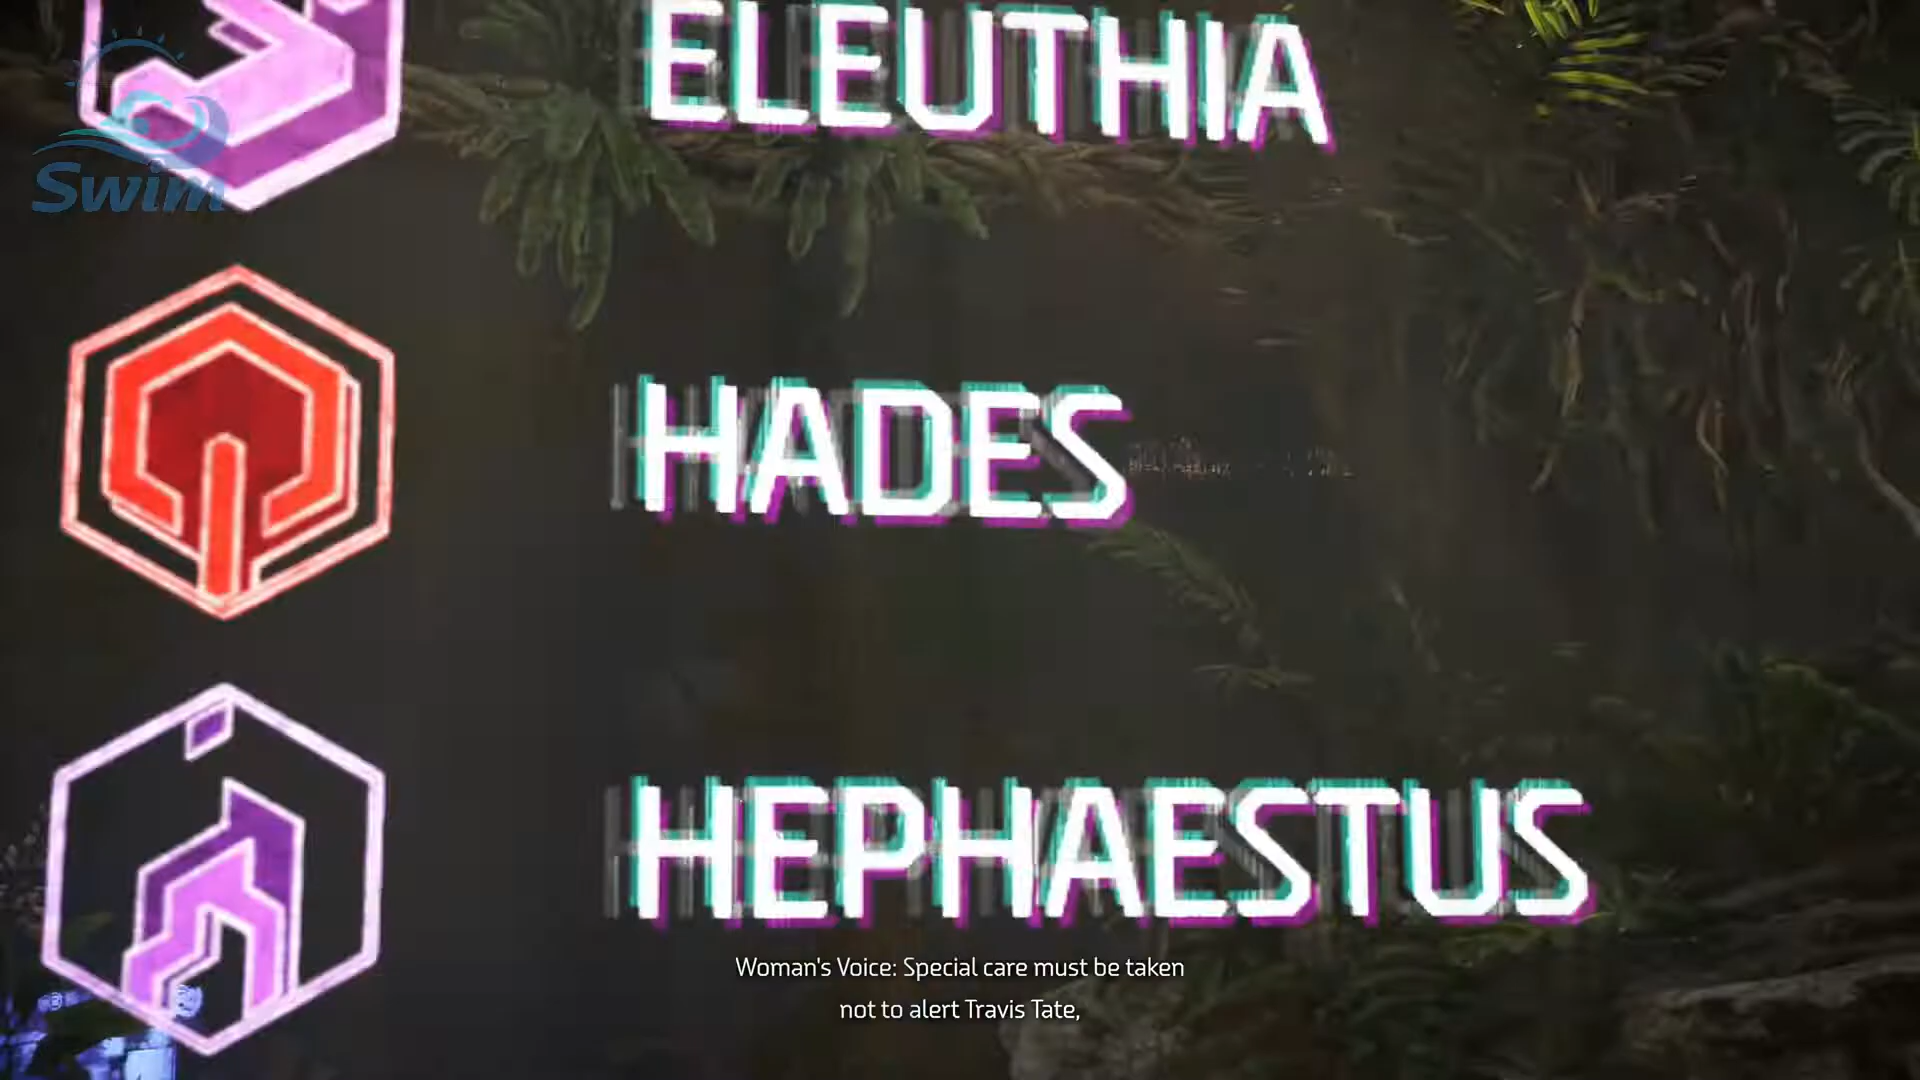 ELEUTHIA
Swim
HADES
HEPHAESTUS
Woman's Voice: Special care must be taken
not to alert Travis Tate,